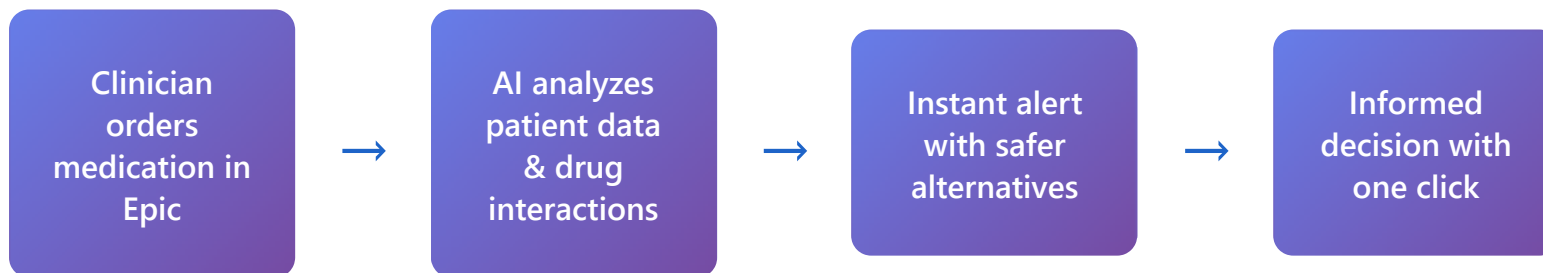 Clinician
orders
medication in
Epic
→
AI analyzes
patient data
& drug
interactions
→
Instant alert
with safer
alternatives
→
Informed
decision with
one click